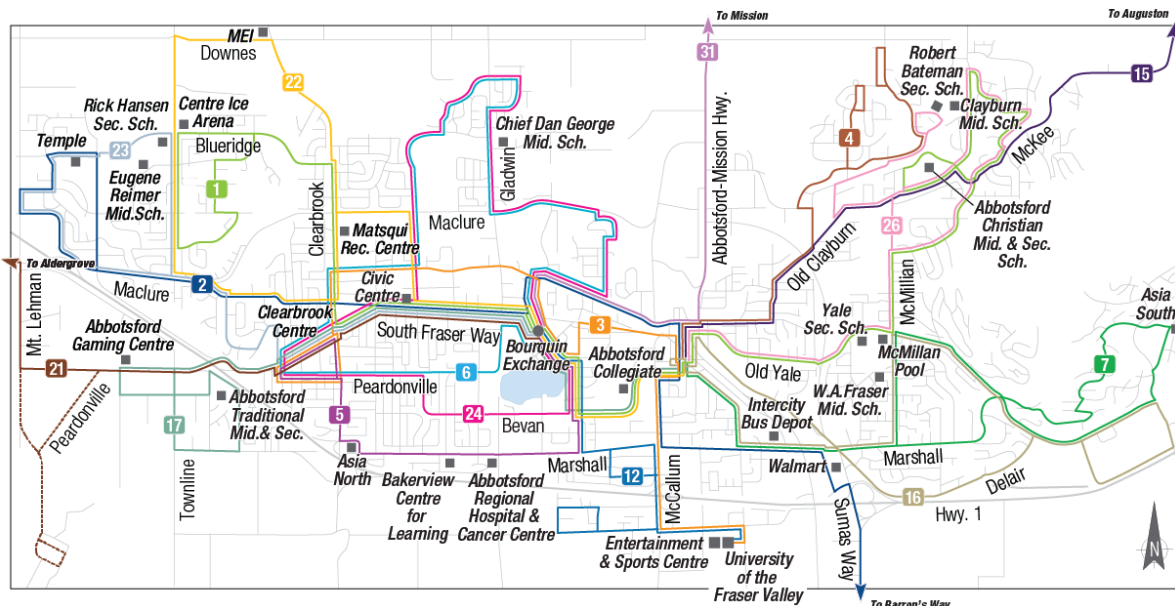 To Mission
To Auguston
MEI
Downes
31
15
22
Robert
Bateman
Sec. Sch.
Clayburn
Mid. Sch.
Rick Hansen
Sec. Sch.
Centre Ice
Arena
Temple
23
Blueridge
Chief Dan George
Mid. Sch.
Gladwin
Abbotsford-Mission Hwy.
4
McKee
Eugene
Reimer
Mid.Sch.
1
Clearbrook
Maclure
Matsqui
Rec. Centre
26
Abbotsford
Christian
Mid. & Sec.
Sch.
Old Clayburn
To Aldergrove
Maclure
2
Civic
Centre
McMillan
Mt. Lehman
Clearbrook
Centre
South Fraser Way
Bourquin
Exchange
3
Yale
Sec. Sch.
Asia
South
Abbotsford
Gaming Centre
Abbotsford
Collegiate
McMillan
Pool
21
6
Old Yale
7
Peardonville
Peardonville
24
W.A.Fraser
Mid. Sch.
Abbotsford
Traditional
Mid.& Sec.
5
Bevan
Intercity
Bus Depot
17
Townline
Asia
North
Bakerview
Centre
for
Learning
Abbotsford
Regional
Hospital &
Cancer Centre
Marshall
12
McCallum
Walmart
Marshall
16
Delair
Hwy. 1
Sumas Way
Entertainment
& Sports Centre
University
of the
Fraser Valley
N
To Barron's Way